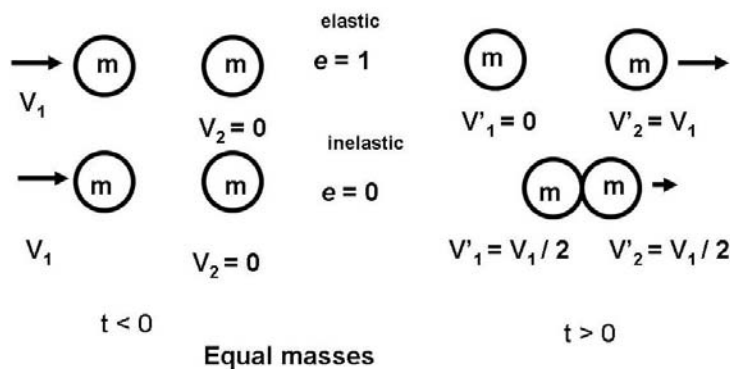 elastic
m m e = 1 m m
V₁ V₂ = 0 V'₁ = 0 V'₂ = V₁
inelastic
m m e = 0 m m
V₁ V₂ = 0 V'₁ = V₁ / 2 V'₂ = V₁ / 2
t < 0 t > 0
Equal masses